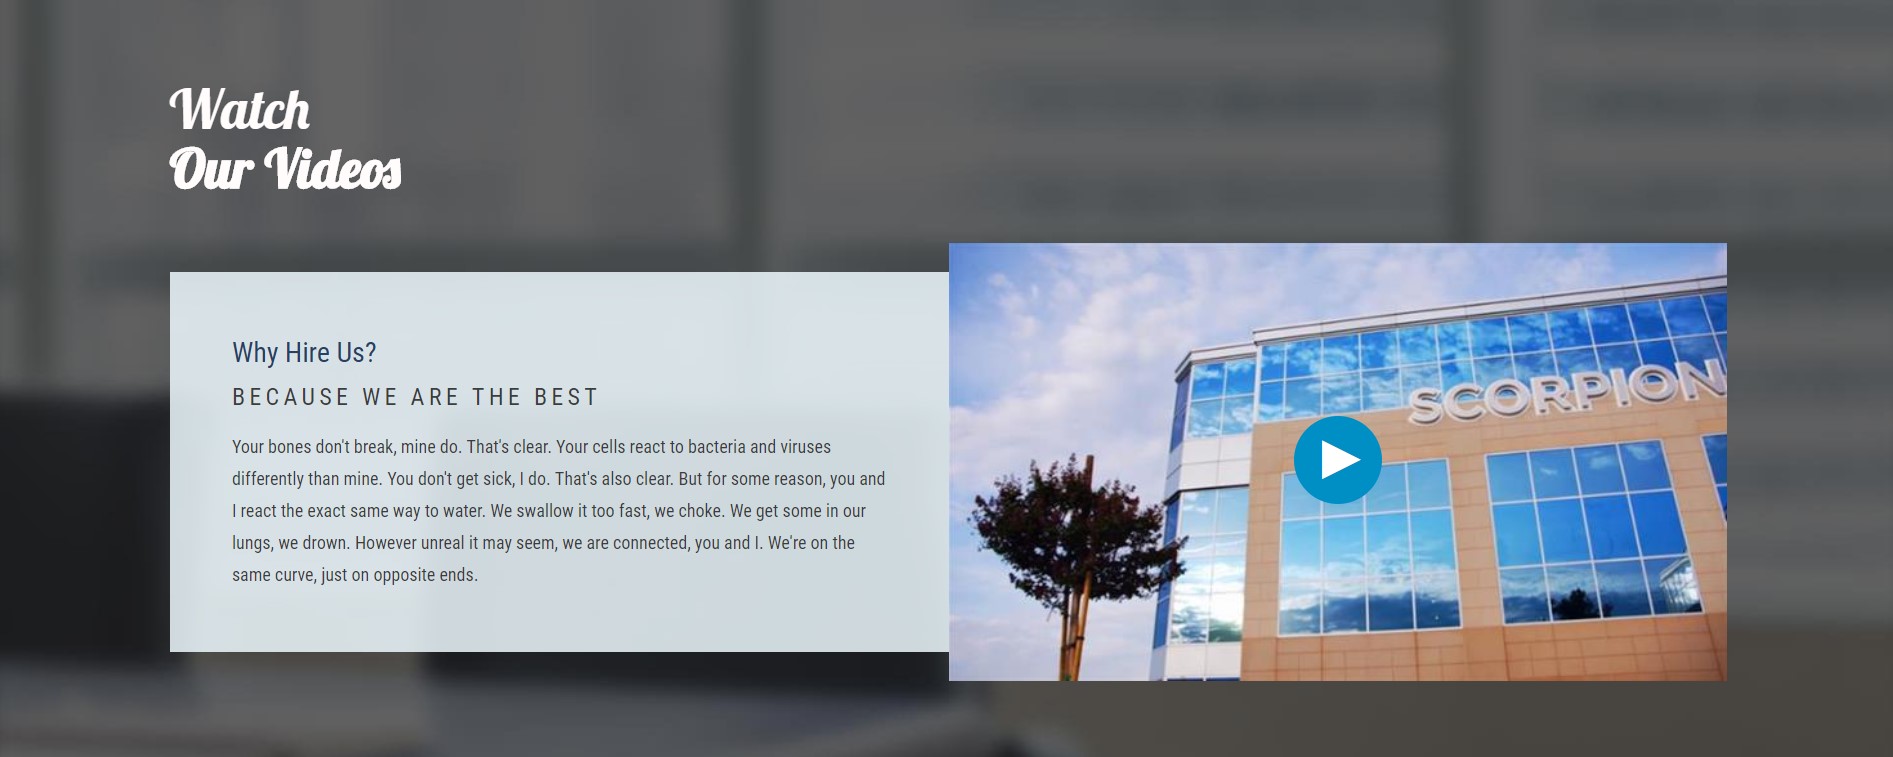 Watch
Our Videos
Why Hire Us?
BECAUSE WE ARE THE BEST
Your bones don't break, mine do. That's clear. Your cells react to bacteria and viruses
differently than mine. You don't get sick, I do. That's also clear. But for some reason, you and
I react the exact same way to water. We swallow it too fast, we choke. We get some in our
lungs, we drown. However unreal it may seem, we are connected, you and I. We're on the
same curve, just on opposite ends.
SCORPION